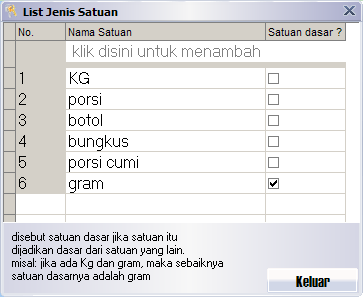 List Jenis Satuan
No. Nama Satuan Satuan dasar ?
klik disini untuk menambah
1 KG
2 porsi
3 botol
4 bungkus
5 porsi cumi
6 gram
disebut satuan dasar jika satuan itu
dijadikan dasar dari satuan yang lain.
misal: jika ada Kg dan gram, maka sebaiknya
satuan dasarnya adalah gram
Keluar